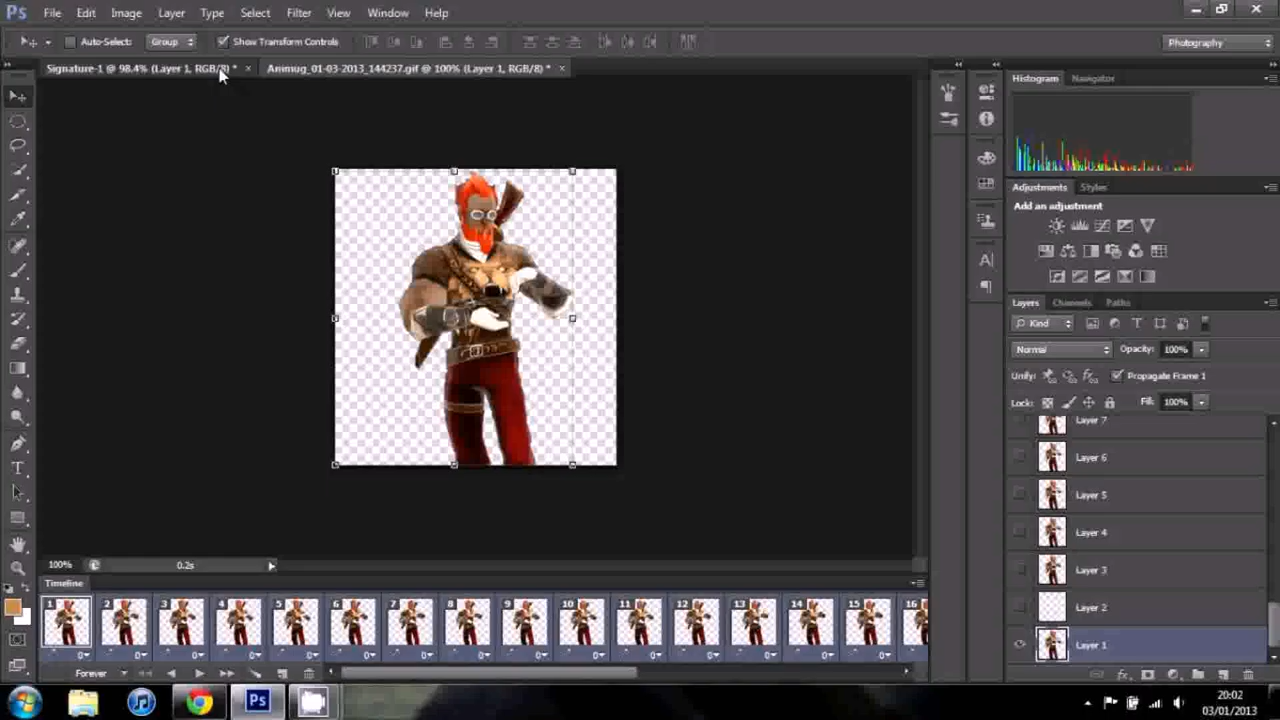 Ps File Edit Image Layer Type Select Filter View Window Help
Auto-Select: Group Show Transform Controls Photography
Signature-1 @ 98.4% (Layer 1, RGB/8) * × Animug_01-03-2013_144237.gif @ 100% (Layer 1, RGB/8) * ×
Histogram Navigator
Adjustments Styles
Add an adjustment
Layers Channels Paths
Kind
Normal Opacity: 100%
Unify: Propagate Frame 1
Lock: Fill: 100%
Layer 7
Layer 6
Layer 5
Layer 4
Layer 3
Layer 2
Layer 1
100% 0.2s
Timeline
1 2 3 4 5 6 7 8 9 10 11 12 13 14 15 16
0 0 0 0 0 0 0 0 0 0 0 0 0 0 0
Forever
Ps
20:02
03/01/2013